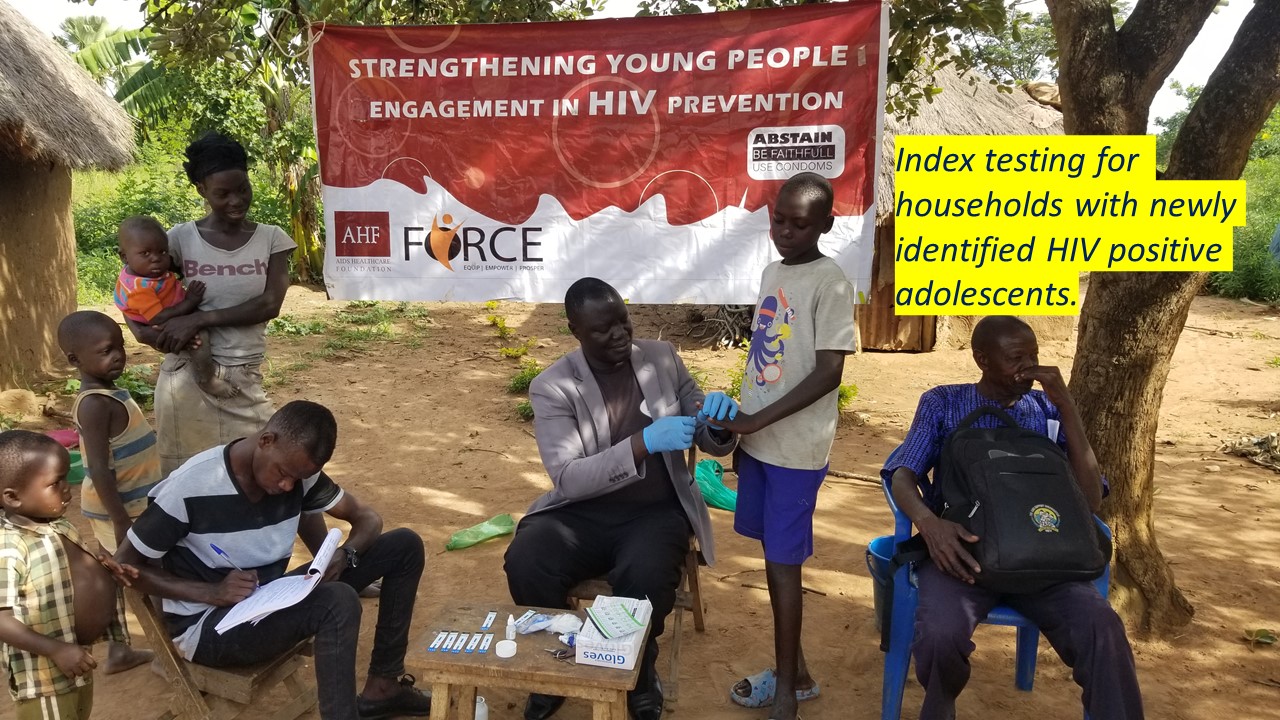 STRENGTHENING YOUNG PEOPLE
ENGAGEMENT IN HIV PREVENTION
ABSTAIN
BE FAITHFULL
USE CONDOMS
AHF
AIDS HEALTHCARE
FOUNDATION
FORCE
EQUIP | EMPOWER | PROSPER
Index testing for
households with newly
identified HIV positive
adolescents.
Bench
Gloves